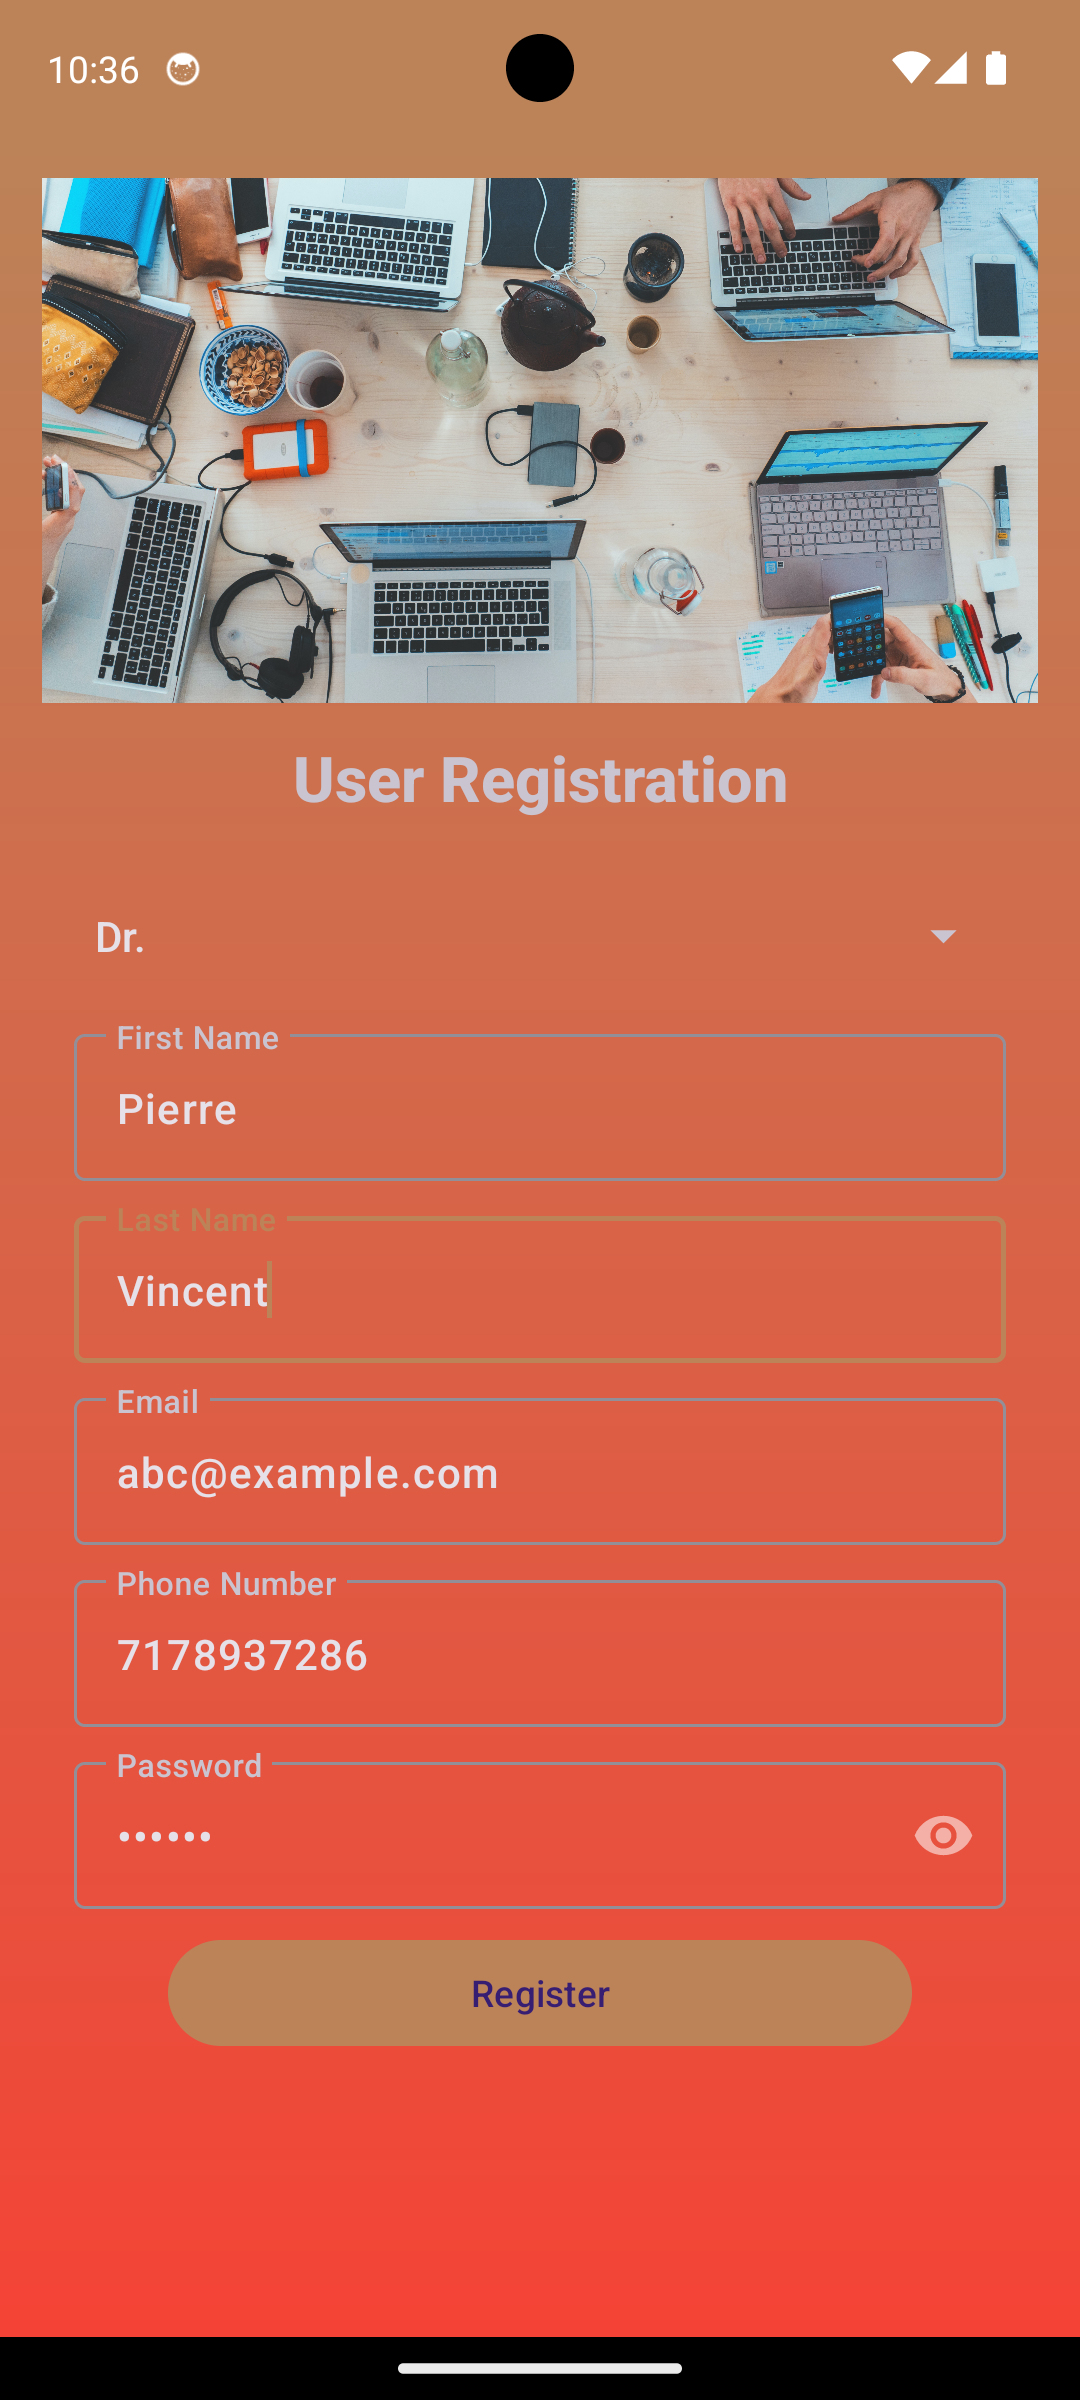 10:36
User Registration
Dr.
First Name
Pierre
Last Name
Vincent
Email
abc@example.com
Phone Number
7178937286
Password
••••••
Register